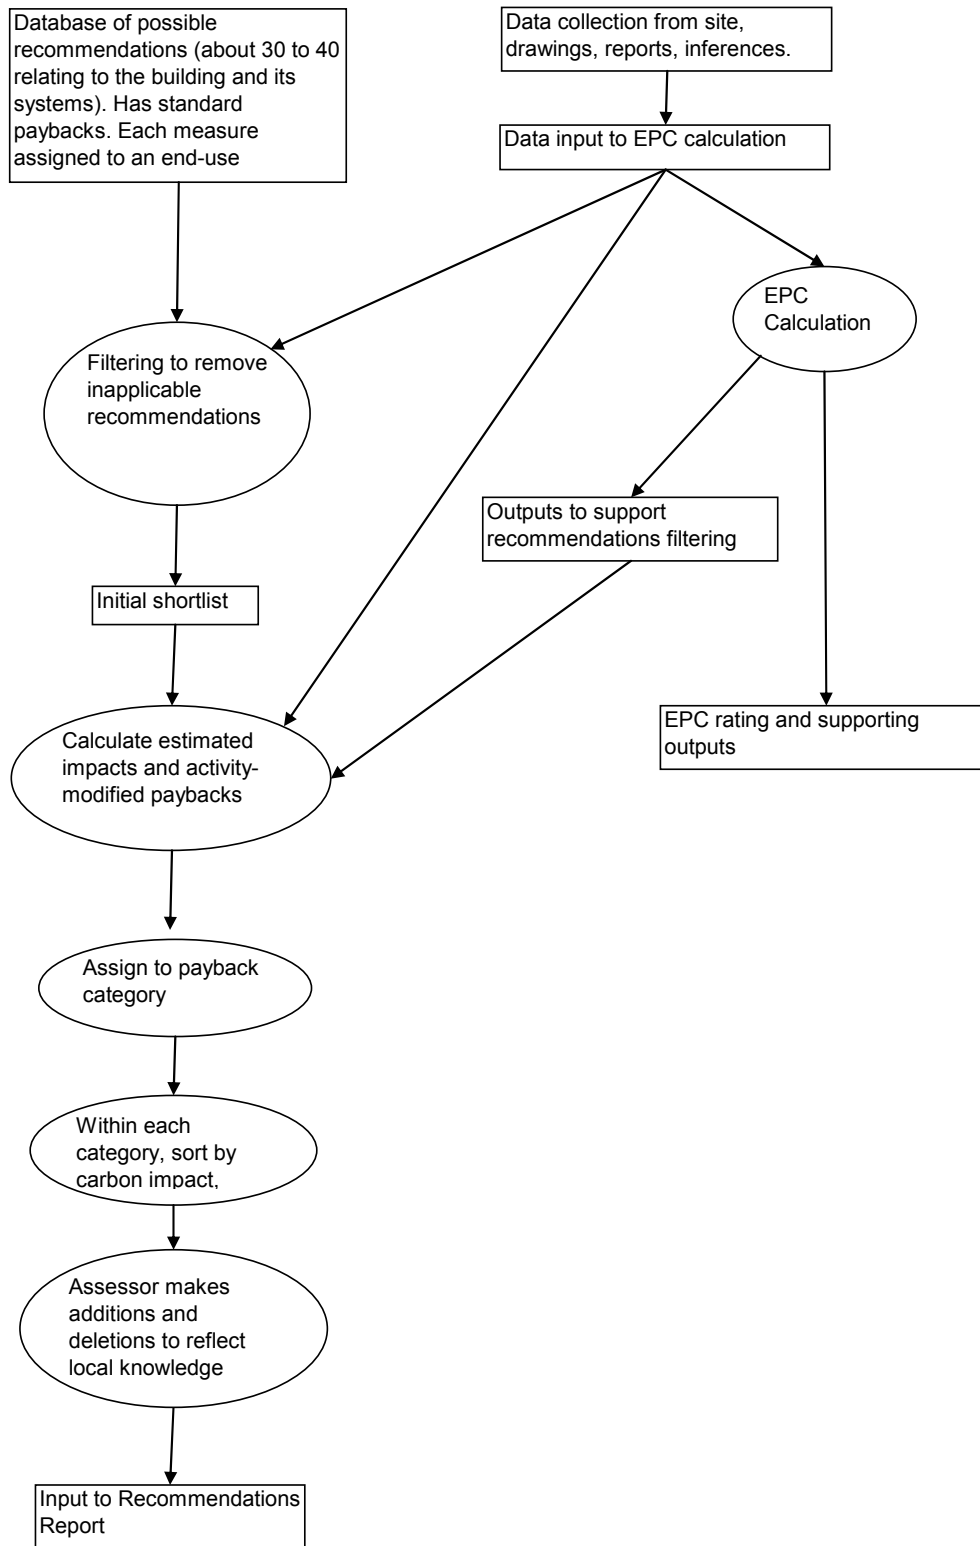 Database of possible
recommendations (about 30 to 40
relating to the building and its
systems). Has standard
paybacks. Each measure
assigned to an end-use
Data collection from site,
drawings, reports, inferences.
Data input to EPC calculation
EPC
Calculation
Filtering to remove
inapplicable
recommendations
Outputs to support
recommendations filtering
Initial shortlist
EPC rating and supporting
outputs
Calculate estimated
impacts and activity-
modified paybacks
Assign to payback
category
Within each
category, sort by
carbon impact,
Assessor makes
additions and
deletions to reflect
local knowledge
Input to Recommendations
Report